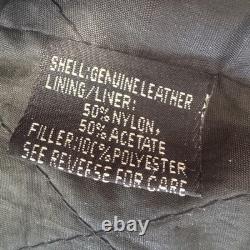 SHELL:GENUINE LEATHER
LINING/LINER:
50% NYLON,
50% ACETATE
FILLER:100% POLYESTER
SEE REVERSE FOR CARE